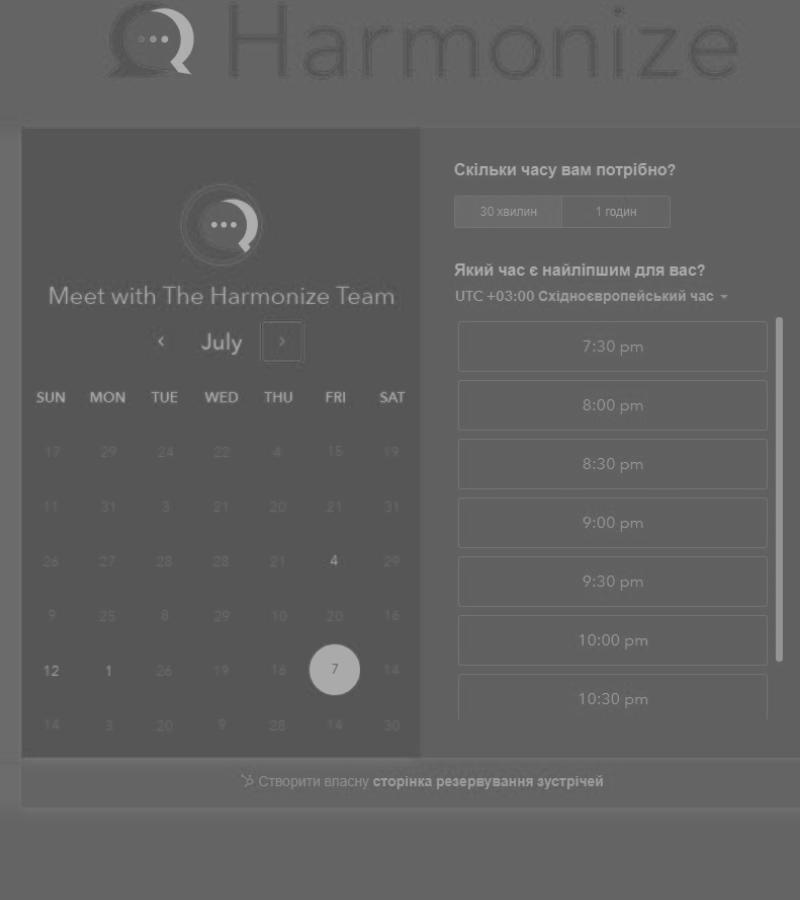 Harmonize
Meet with The Harmonize Team
July
SUN MON TUE WED THU FRI SAT
17 29 24 22 4 15 19
11 31 3 21 20 21 31
26 27 28 28 21 4 29
9 25 8 29 10 20 16
12 1 26 19 16 7 14
14 3 20 9 28 14 30
Скільки часу вам потрібно?
30 хвилин 1 годин
Який час є найліпшим для вас?
UTC +03:00 Східноєвропейський час
7:30 pm
8:00 pm
8:30 pm
9:00 pm
9:30 pm
10:00 pm
10:30 pm
Створити власну сторінка резервування зустрічей